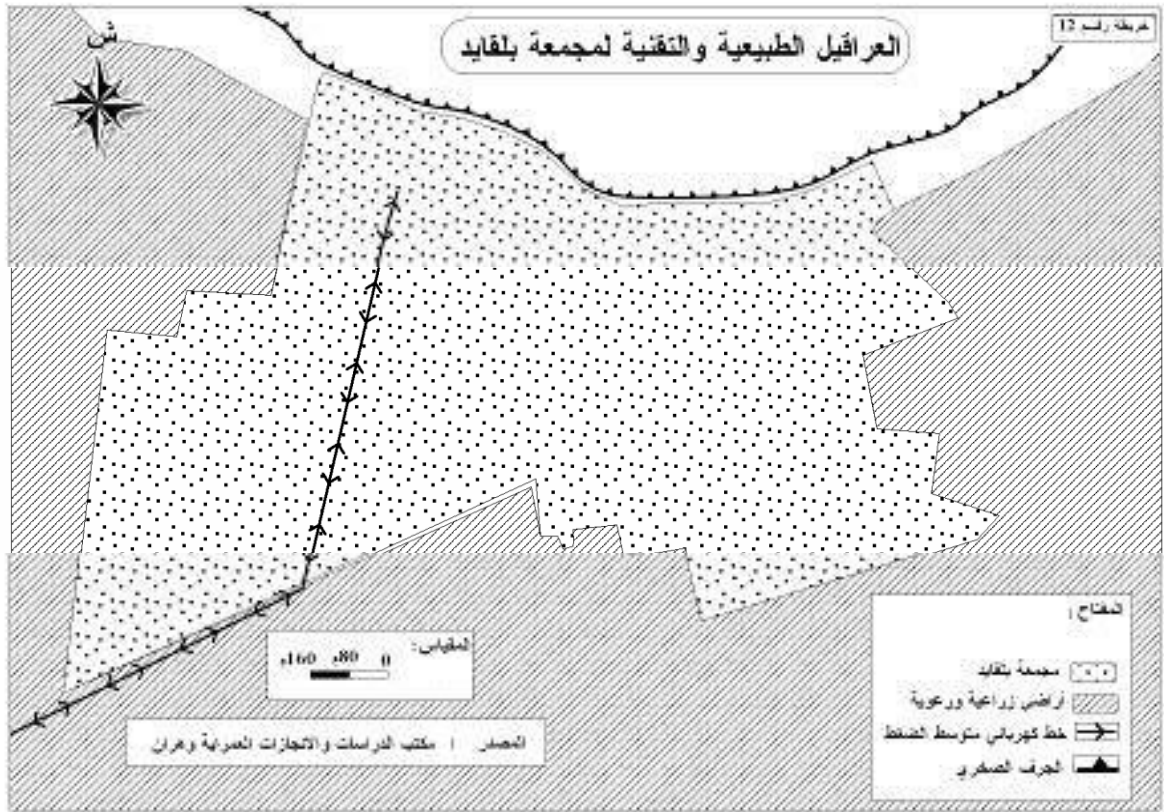 خريطة رقم 12
العراقيل الطبيعية والتقنية لمجمعة بلقايد
ش
المفتاح :
مجمعة بلقايد
أراضي زراعية ورعوية
خط كهربائي متوسط الضغط
الجرف الصخري
المقياس :
0 80م 160م
المصدر : مكتب الدراسات والانجازات العمرانية وهران